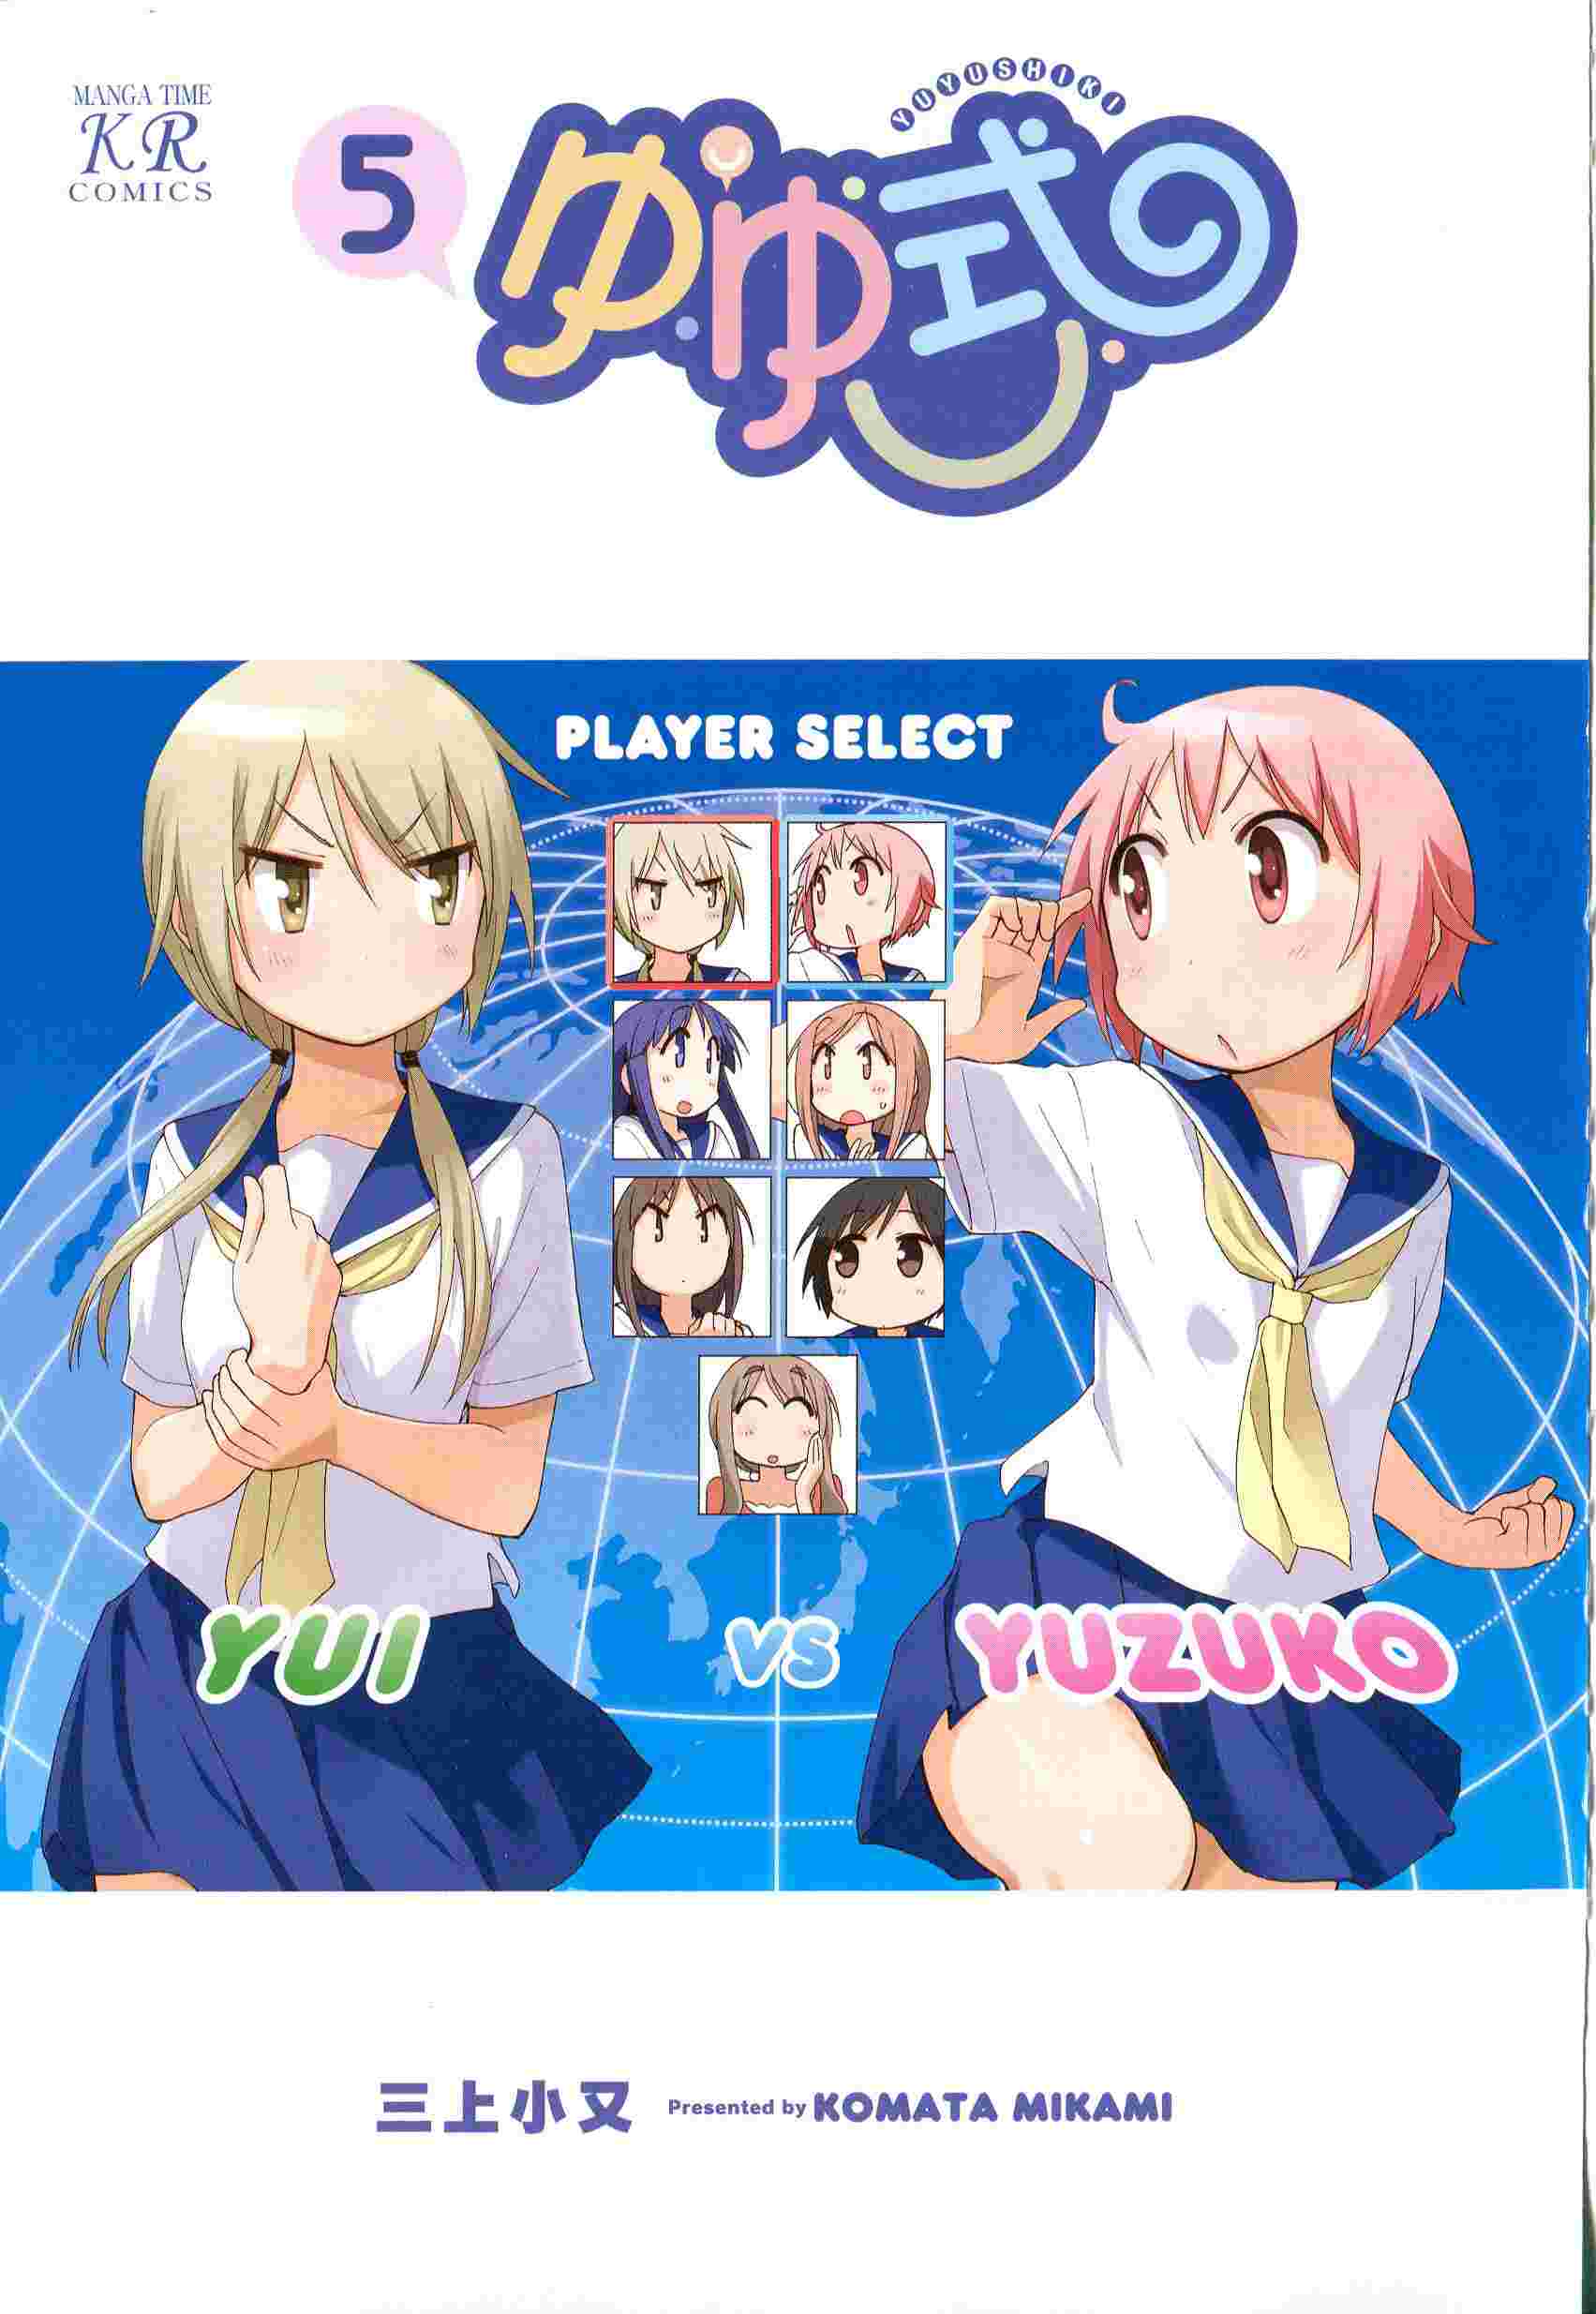 MANGA TIME
KR
COMICS
5
YUYUSHIKI
ゆゆ式
PLAYER SELECT
YUI
VS
YUZUKO
三上小又 Presented by KOMATA MIKAMI